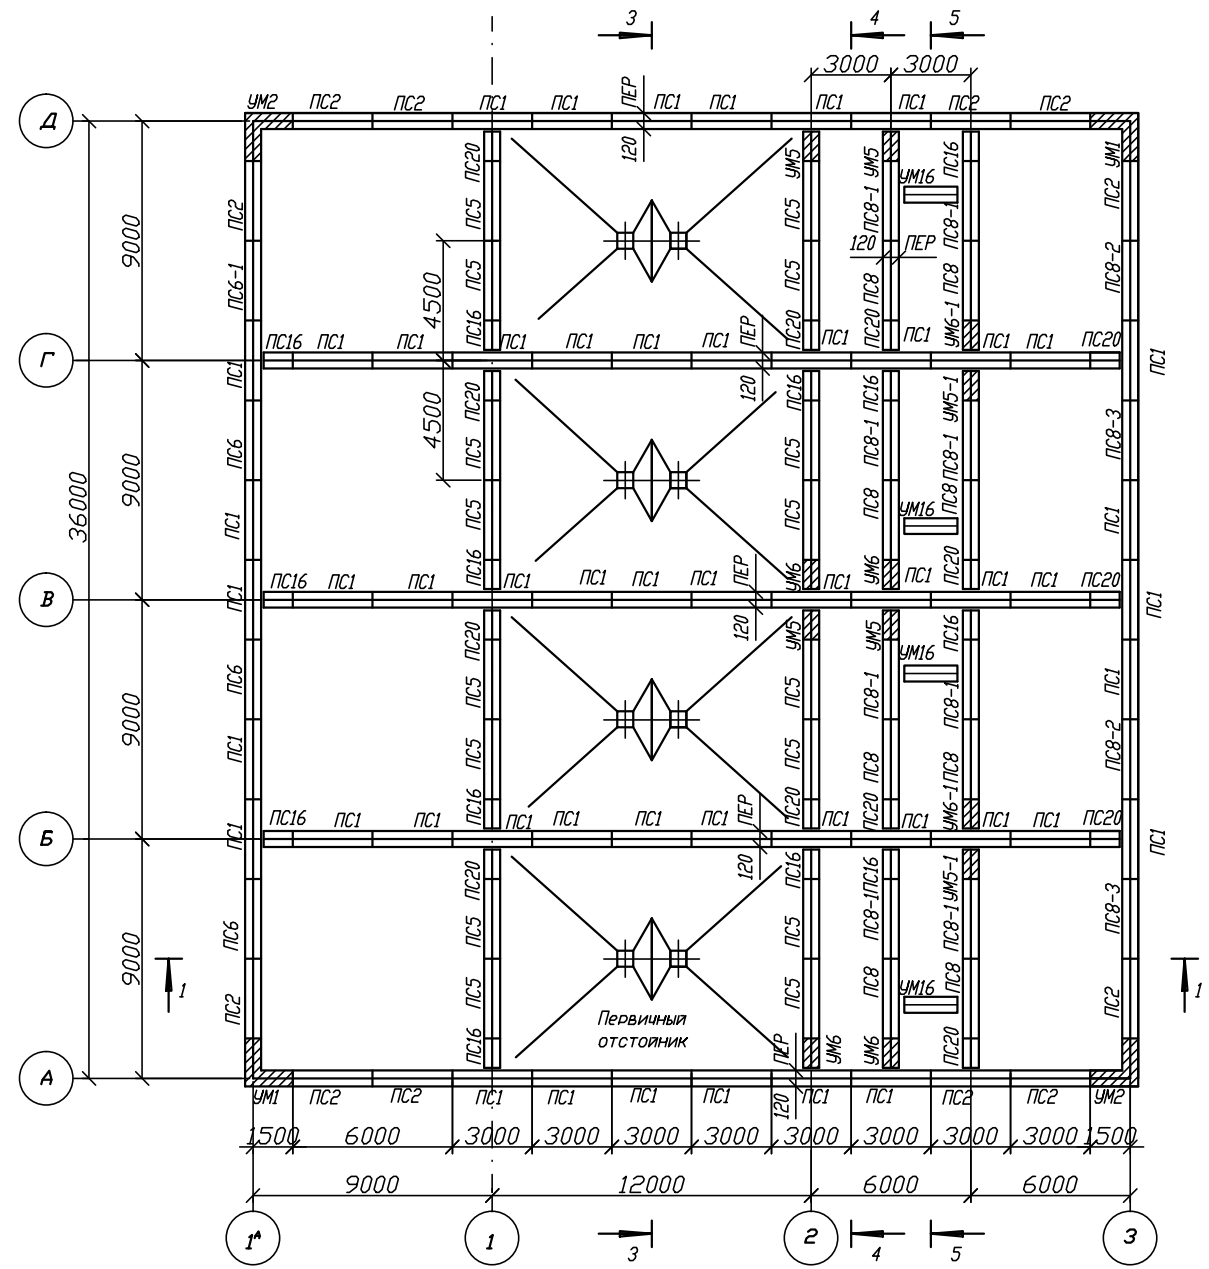 3 4 5
3000 3000
УМ2 ПС2 ПС2 ПС1 ПС1 ПЕР ПС1 ПС1 ПС1 ПС1 ПС2 ПС2
Д
120
ПС20 УМ5 УМ5 ПС16 УМ1
УМ16
ПС2 ПС5 ПС5 ПС8-1 ПС8-1 ПС2
9000
120 ПЕР
ПС6-1 4500 ПС5 ПС5 ПС8 ПС8 ПС8-2
ПС16 ПС20 ПС20 УМ6-1
ПС16 ПС1 ПС1 ПС1 ПС1 ПС1 ПС1 ПЕР ПС1 ПС1 ПС1 ПС1 ПС20
Г
ПС1 ПС1
120
ПС20 ПС16 ПС16 УМ5-1
4500
ПС6 ПС5 ПС5 ПС8-1 ПС8-1 ПС8-3
9000
36000
ПС1 ПС5 ПС5 ПС8 ПС8 ПС1
УМ16
ПС16 УМ6 УМ6 ПС20
ПС16 ПС1 ПС1 ПС1 ПС1 ПС1 ПС1 ПЕР ПС1 ПС1 ПС1 ПС1 ПС20
В
ПС1 ПС1
120
ПС20 УМ5 УМ5 ПС16
УМ16
ПС6 ПС5 ПС5 ПС8-1 ПС8-1 ПС1
9000
ПС1 ПС5 ПС5 ПС8 ПС8 ПС8-2
ПС16 ПС20 ПС20 УМ6-1
ПС16 ПС1 ПС1 ПС1 ПС1 ПС1 ПС1 ПЕР ПС1 ПС1 ПС1 ПС1 ПС20
Б
ПС1 ПС1
120
ПС20 ПС16 ПС16 УМ5-1
ПС6 ПС5 ПС5 ПС8-1 ПС8-1 ПС8-3
9000
1 1
ПС2 ПС5 ПС5 ПС8 ПС8 ПС2
УМ16
Первичный
отстойник
ПС16 ПЕР УМ6 УМ6 ПС20
А
УМ1 ПС2 ПС2 ПС1 ПС1 ПС1 ПС1 120 ПС1 ПС1 ПС2 ПС2 УМ2
1500 6000 3000 3000 3000 3000 3000 3000 3000 3000 1500
9000 12000 6000 6000
1А 1 2 3
3 4 5